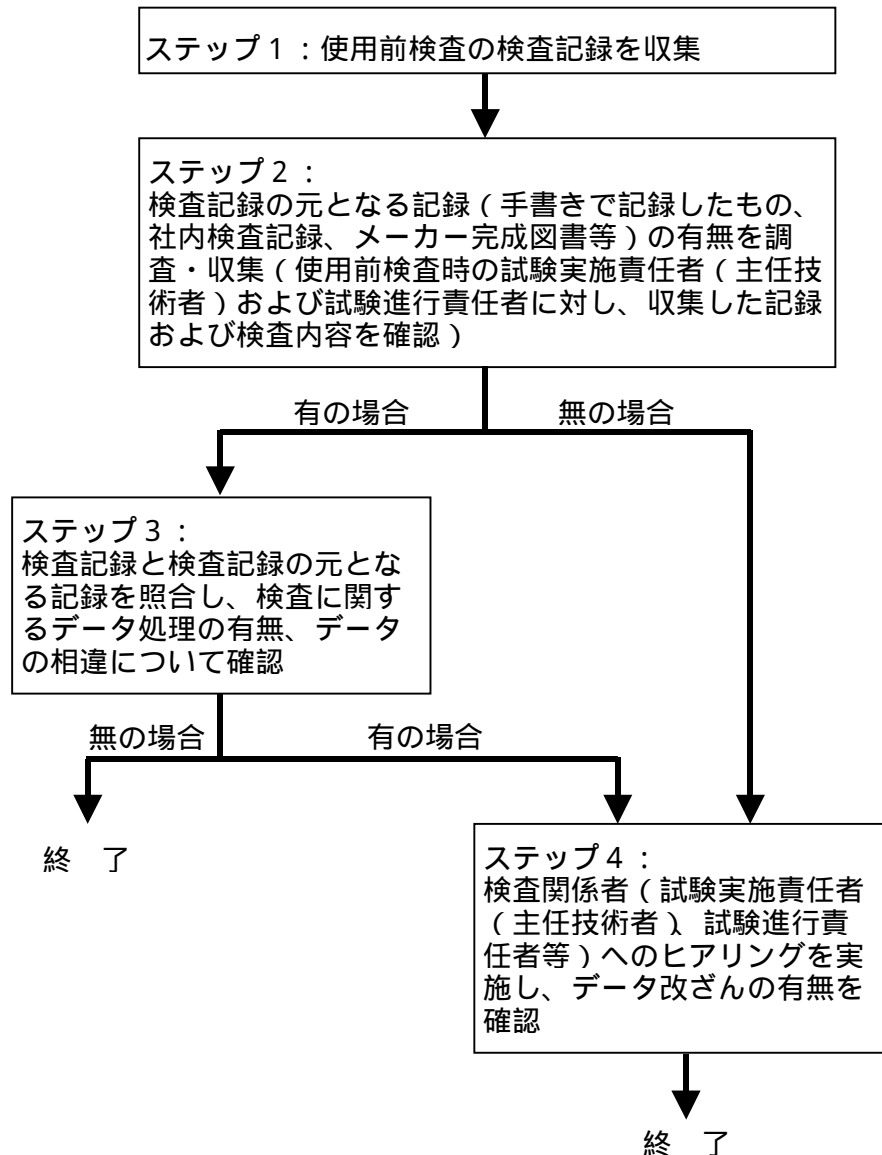 ステップ1:使用前検査の検査記録を収集
ステップ2:
検査記録の元となる記録(手書きで記録したもの、
社内検査記録、メーカー完成図書等)の有無を調
査・収集(使用前検査時の試験実施責任者(主任技
術者)および試験進行責任者に対し、収集した記録
および検査内容を確認)
有の場合
無の場合
ステップ3:
検査記録と検査記録の元とな
る記録を照合し、検査に関す
るデータ処理の有無、データ
の相違について確認
無の場合
有の場合
終 了
ステップ4:
検査関係者(試験実施責任者
(主任技術者)、試験進行責
任者等)へのヒアリングを実
施し、データ改ざんの有無を
確認
終 了